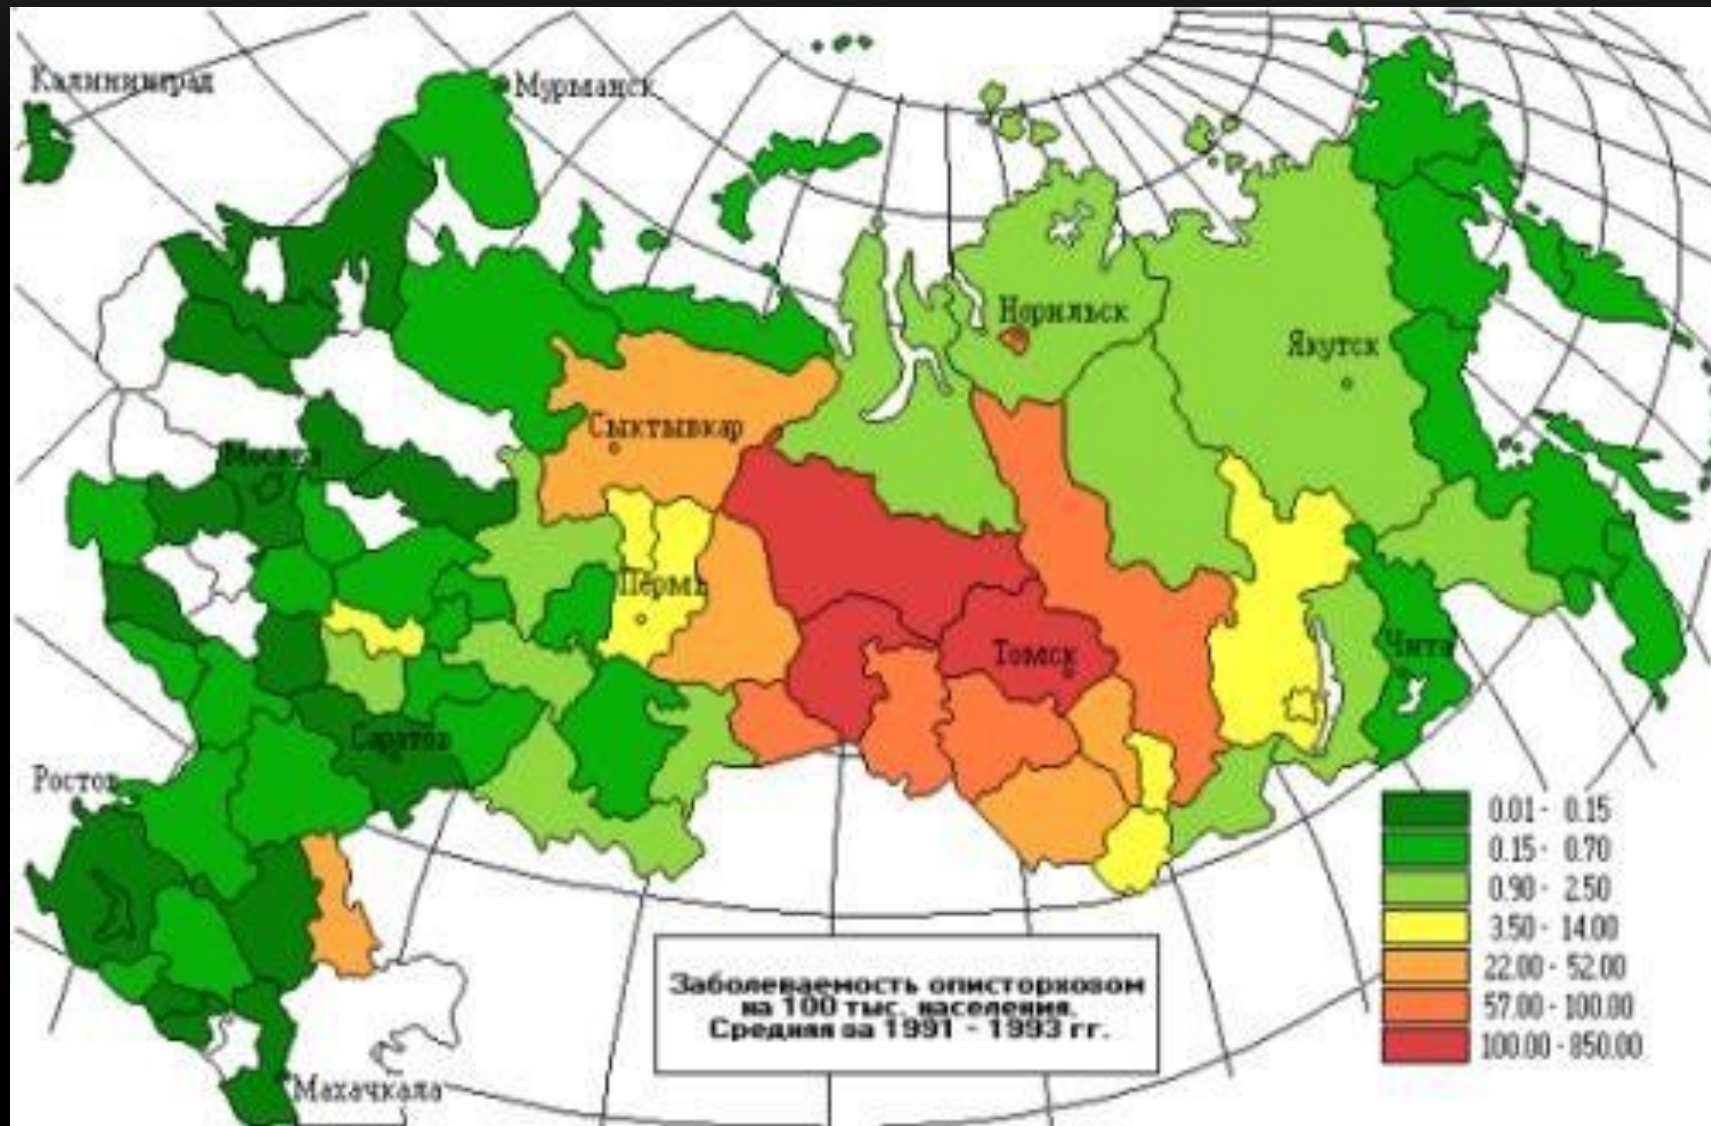 Калининград
Мурманск
Норильск
Якутск
Сыктывкар
Москва
Пермь
Томск
Чита
Саратов
Ростов
Махачкала
0.01 - 0.15
0.15 - 0.70
0.90 - 2.50
3.50 - 14.00
22.00 - 52.00
57.00 - 100.00
100.00 - 850.00
Заболеваемость описторхозом
на 100 тыс. населения.
Средняя за 1991 - 1993 гг.